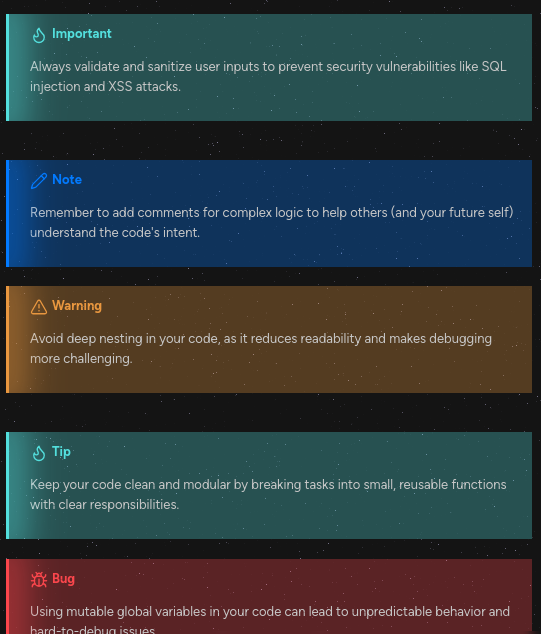 Important
Always validate and sanitize user inputs to prevent security vulnerabilities like SQL
injection and XSS attacks.
Note
Remember to add comments for complex logic to help others (and your future self)
understand the code's intent.
Warning
Avoid deep nesting in your code, as it reduces readability and makes debugging
more challenging.
Tip
Keep your code clean and modular by breaking tasks into small, reusable functions
with clear responsibilities.
Bug
Using mutable global variables in your code can lead to unpredictable behavior and
hard-to-debug issues.